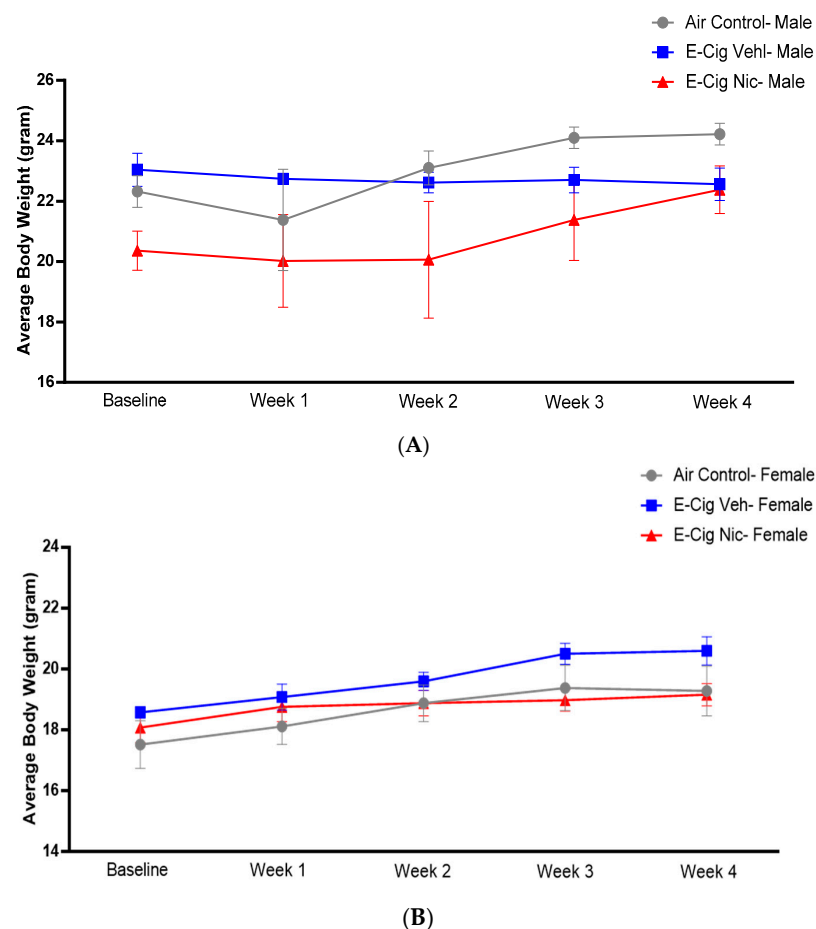 Air Control- Male
E-Cig Vehl- Male
E-Cig Nic- Male
Average Body Weight (gram)
26
24
22
20
18
16
Baseline Week 1 Week 2 Week 3 Week 4
(A)
Air Control- Female
E-Cig Veh- Female
E-Cig Nic- Female
Average Body Weight (gram)
24
22
20
18
16
14
Baseline Week 1 Week 2 Week 3 Week 4
(B)